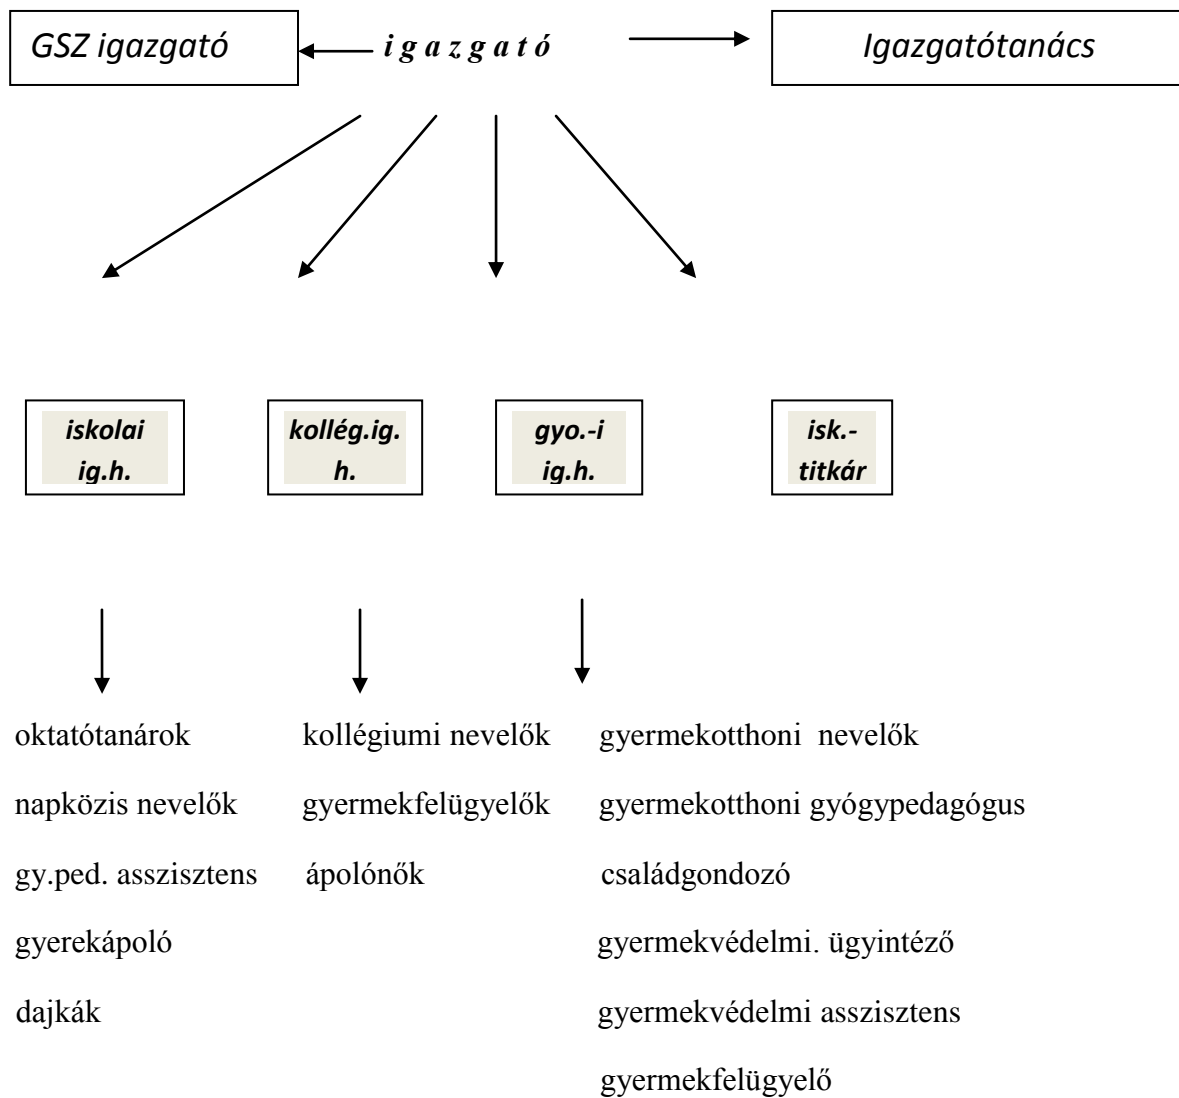 GSZ igazgató i g a z g a t ó Igazgatótanács
iskolai
ig.h.
kollég.ig.
h.
gyo.-i
ig.h.
isk.-
titkár
oktatótanárok kollégiumi nevelők gyermekotthoni nevelők
napközis nevelők gyermekfelügyelők gyermekotthoni gyógypedagógus
gy.ped. asszisztens ápolónők családgondozó
gyerekápoló gyermekvédelmi. ügyintéző
dajkák gyermekvédelmi asszisztens
gyermekfelügyelő